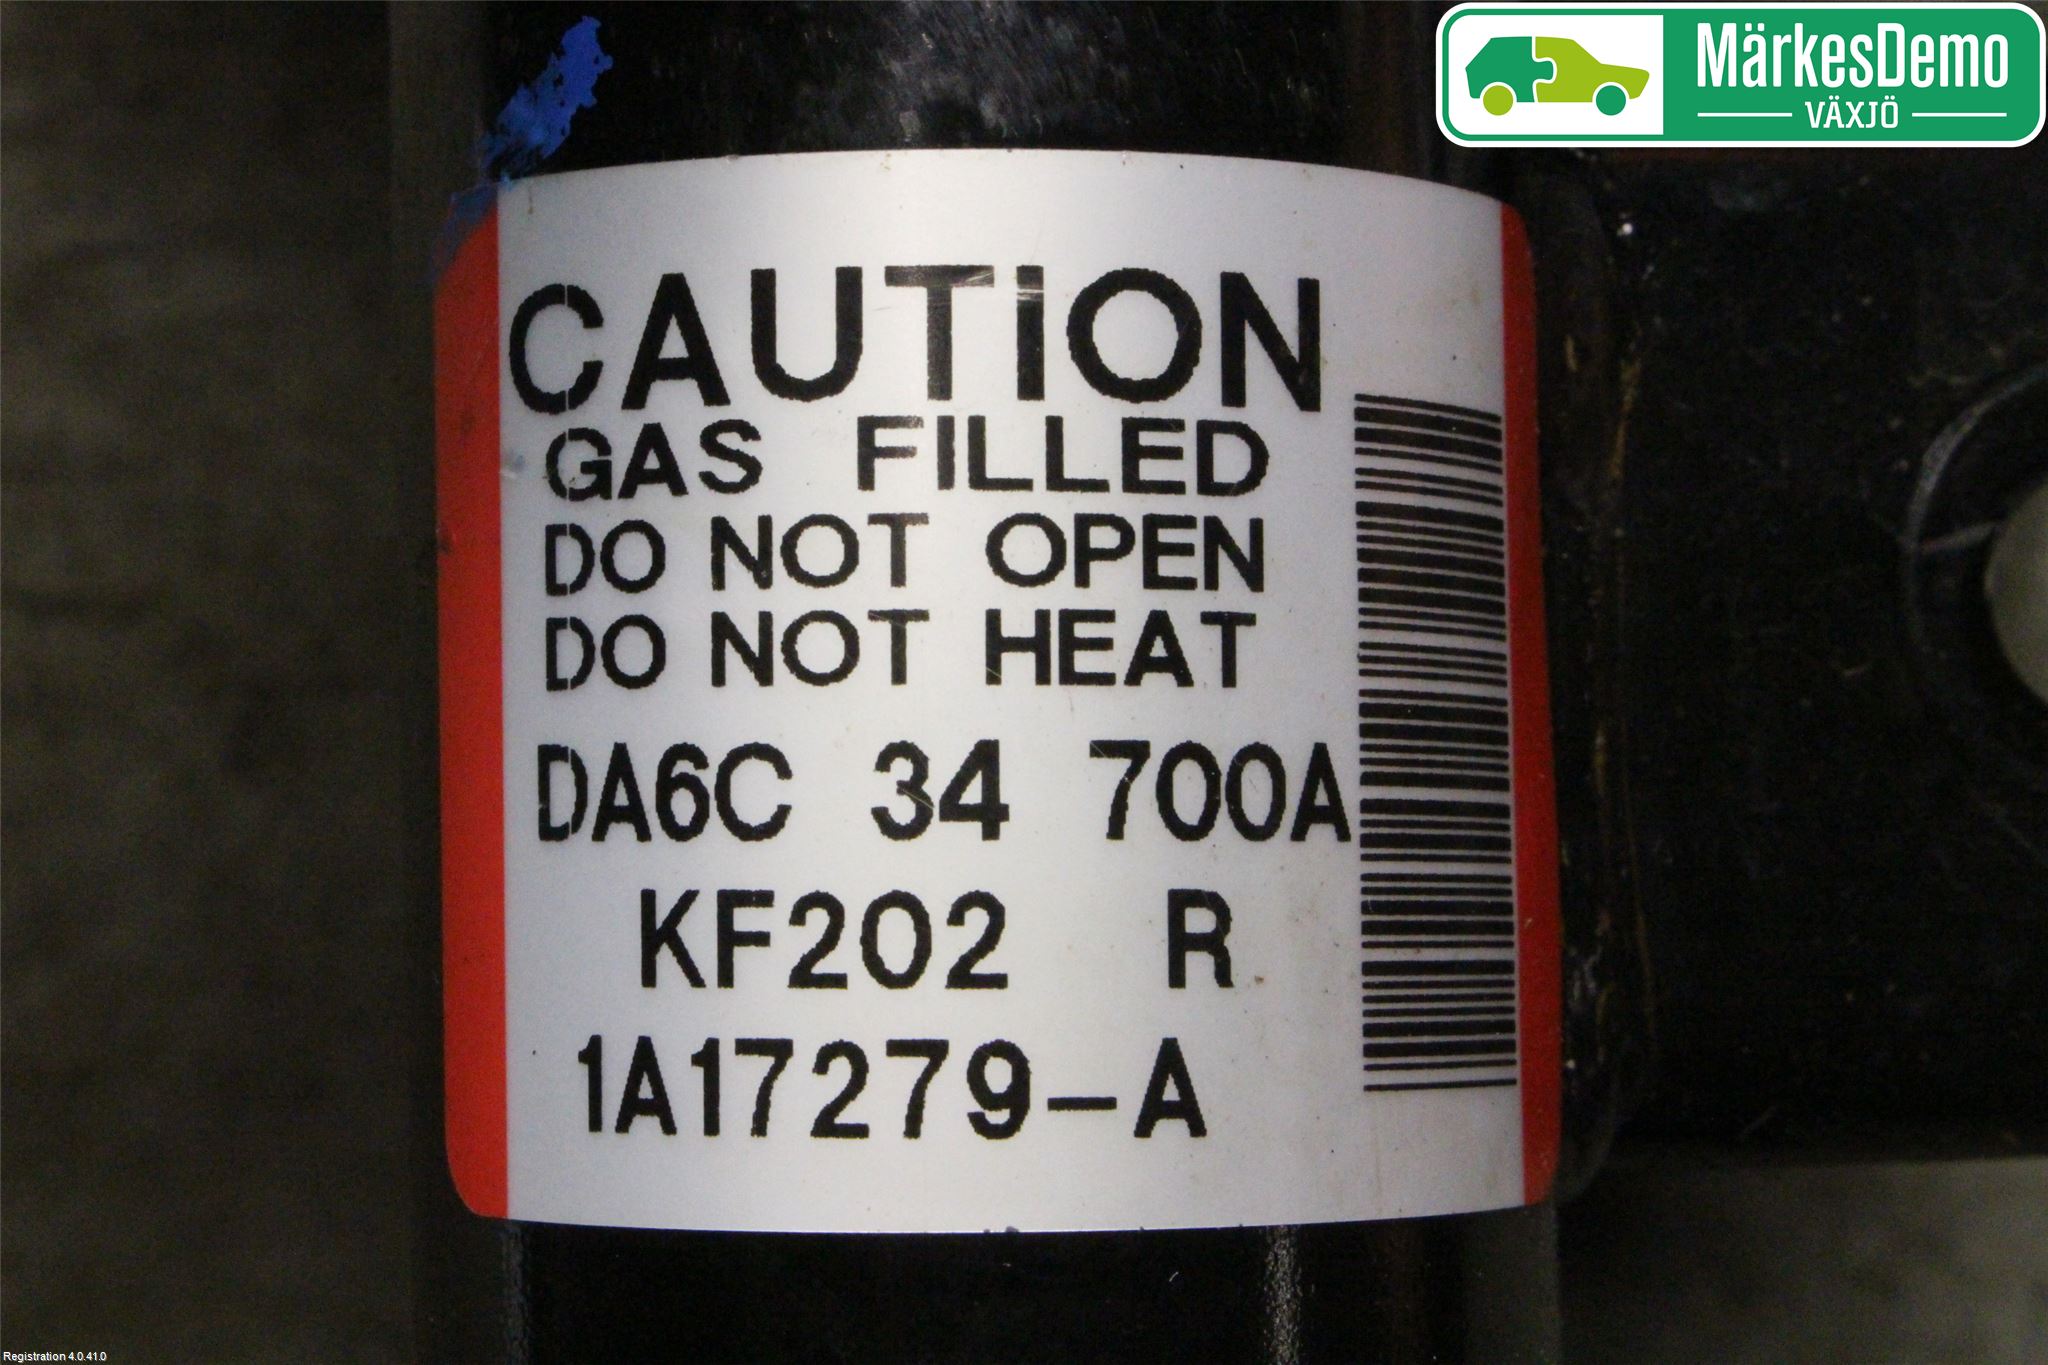 MärkesDemo
VÄXJÖ
CAUTION
GAS FILLED
DO NOT OPEN
DO NOT HEAT
DA6C 34 700A
KF202 R
1A17279-A
Registration 4.0.41.0